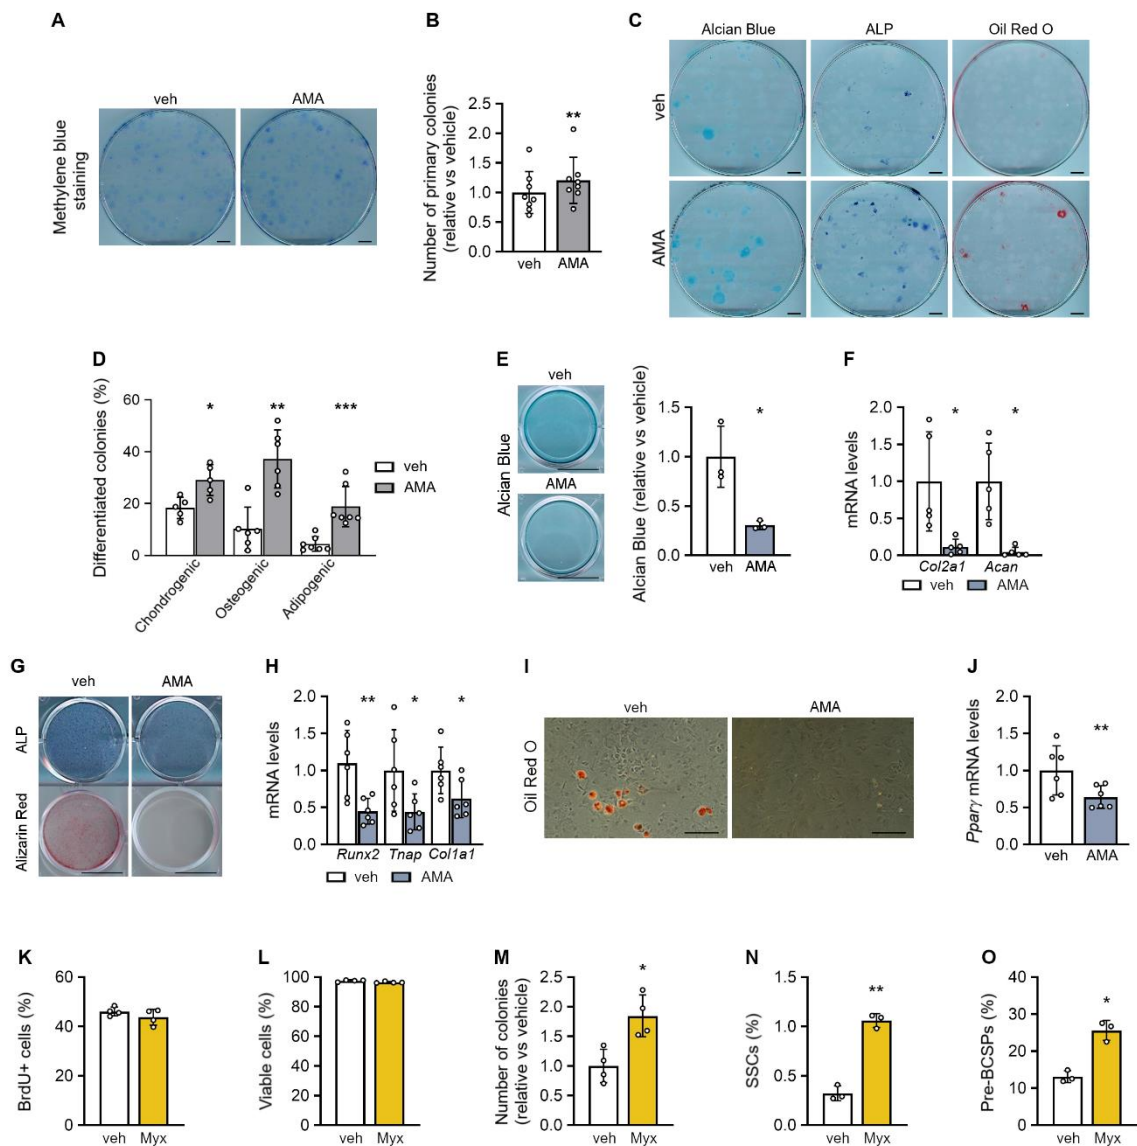 A
veh
AMA
Methylene blue
staining
B
Number of primary colonies
(relative vs vehicle)
2.5
2.0
1.5
1.0
0.5
0.0
**
veh
AMA
C
Alcian Blue
ALP
Oil Red O
veh
AMA
D
Differentiated colonies (%)
60
40
20
0
*
**
***
Chondrogenic
Osteogenic
Adipogenic
veh
AMA
E
veh
AMA
Alcian Blue
Alcian Blue (relative vs vehicle)
1.5
1.0
0.5
0.0
*
veh
AMA
F
mRNA levels
2.0
1.5
1.0
0.5
0.0
*
*
Col2a1
Acan
veh
AMA
G
veh
AMA
ALP
Alizarin Red
H
mRNA levels
2.0
1.5
1.0
0.5
0.0
**
*
*
Runx2
Tnap
Col1a1
veh
AMA
I
veh
AMA
Oil Red O
J
Pparγ mRNA levels
2.0
1.5
1.0
0.5
0.0
**
veh
AMA
K
BrdU+ cells (%)
60
40
20
0
veh
Myx
L
Viable cells (%)
100
80
60
40
20
0
veh
Myx
M
Number of colonies
(relative vs vehicle)
2.5
2.0
1.5
1.0
0.5
0.0
*
veh
Myx
N
SSCs (%)
1.5
1.0
0.5
0.0
**
veh
Myx
O
Pre-BCSPs (%)
40
30
20
10
0
*
veh
Myx